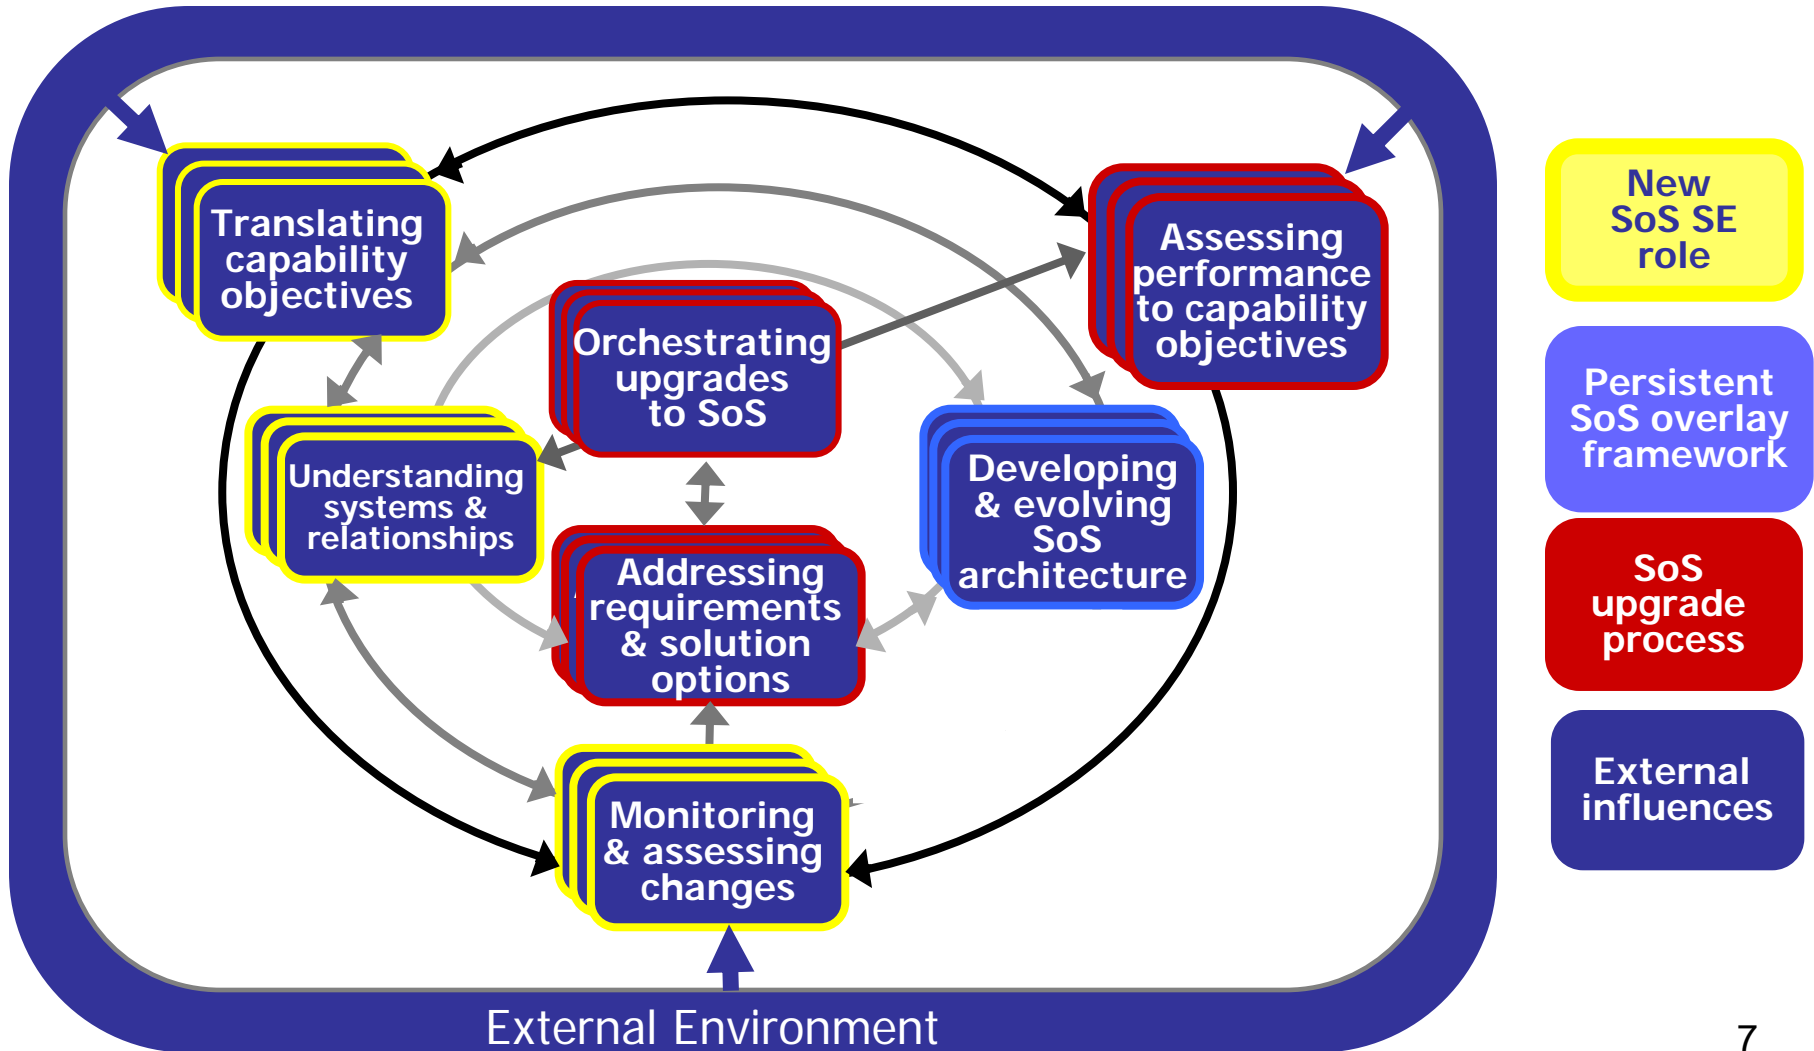 Translating
capability
objectives
Assessing
performance
to capability
objectives
Orchestrating
upgrades
to SoS
Understanding
systems &
relationships
Developing
& evolving
SoS
architecture
Addressing
requirements
& solution
options
Monitoring
& assessing
changes
External Environment
New
SoS SE
role
Persistent
SoS overlay
framework
SoS
upgrade
process
External
influences
7